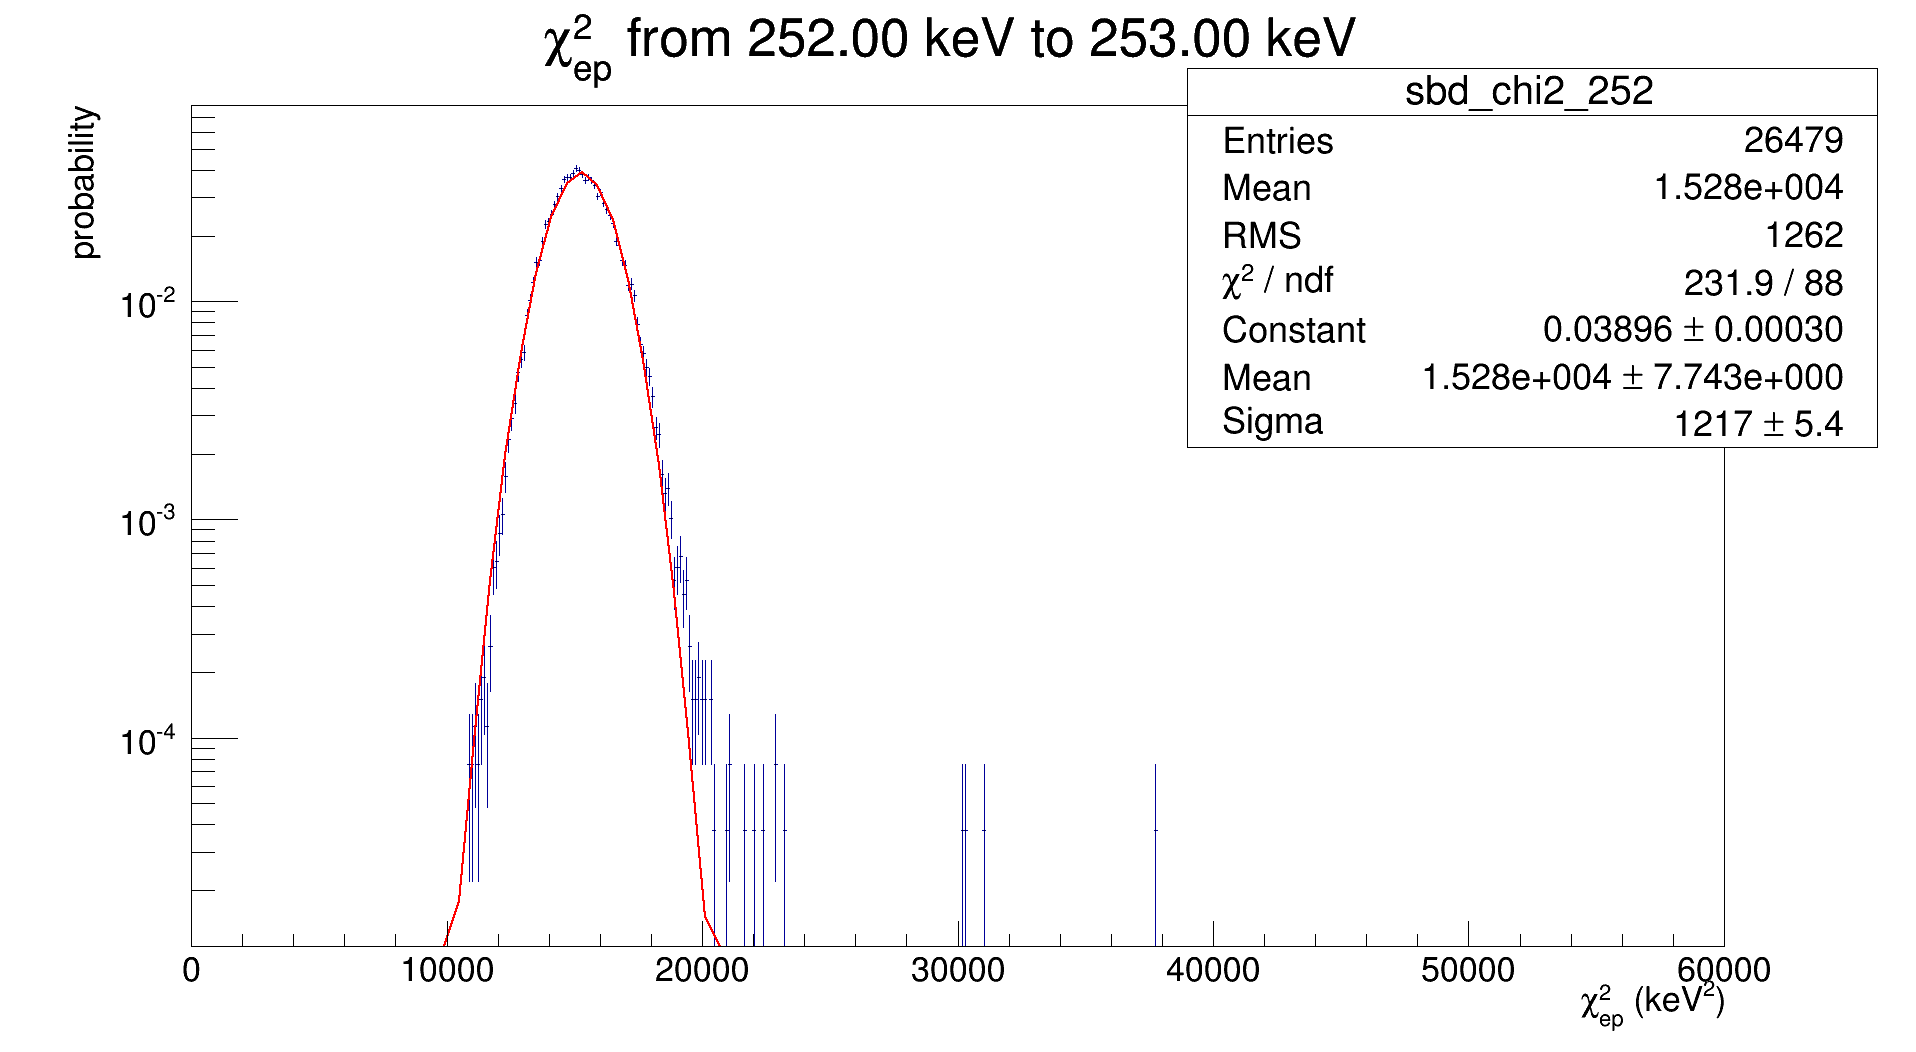 χ²ep from 252.00 keV to 253.00 keV
sbd_chi2_252
Entries 26479
Mean 1.528e+004
RMS 1262
χ² / ndf 231.9 / 88
Constant 0.03896 ± 0.00030
Mean 1.528e+004 ± 7.743e+000
Sigma 1217 ± 5.4
probability
10⁻²
10⁻³
10⁻⁴
0 10000 20000 30000 40000 50000 60000
χ²ep (keV²)